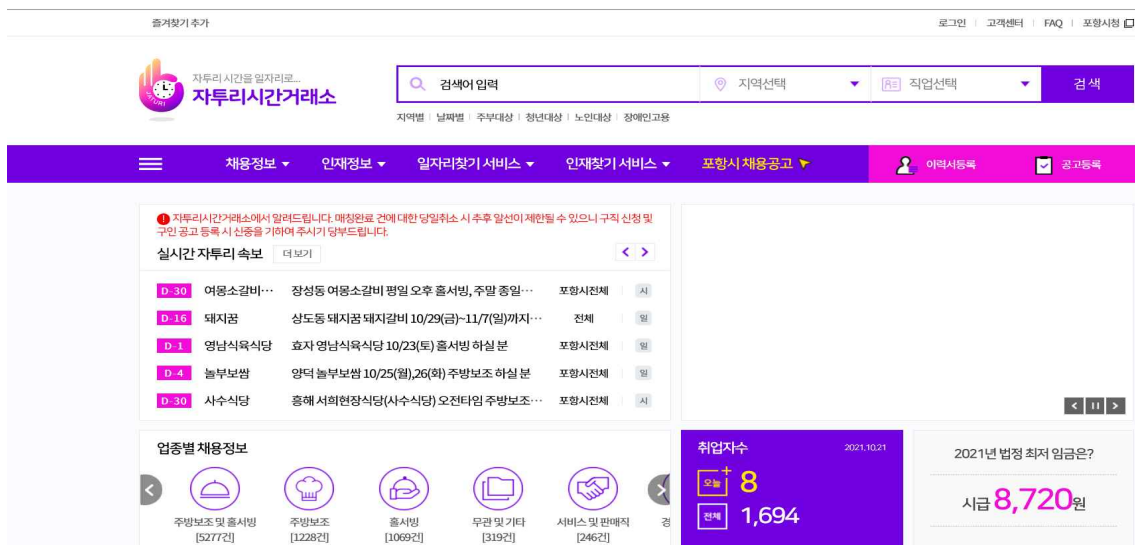 즐겨찾기 추가
로그인 | 고객센터 | FAQ | 포항시청
자투리 시간을 일자리로...
자투리시간거래소
JATURI
검색어 입력
지역선택
직업선택
검색
지역별 | 날짜별 | 주부대상 | 청년대상 | 노인대상 | 장애인고용
채용정보 인재정보 일자리찾기 서비스 인재찾기 서비스 포항시 채용공고 이력서등록 공고등록
자투리시간거래소에서 알려드립니다. 매칭완료 건에 대한 당일취소 시 추후 알선이 제한될 수 있으니 구직 신청 및
구인 공고 등록 시 신중을 기하여 주시기 당부드립니다.
실시간 자투리 속보 더 보기
D-30 여몽소갈비… 장성동 여몽소갈비 평일 오후 홀서빙, 주말 종일… 포항시전체 시
D-16 돼지꿈 상도동 돼지꿈 돼지갈비 10/29(금)~11/7(일)까지… 전체 일
D-1 영남식육식당 효자 영남식육식당 10/23(토) 홀서빙 하실 분 포항시전체 일
D-4 놀부보쌈 양덕 놀부보쌈 10/25(월),26(화) 주방보조 하실 분 포항시전체 일
D-30 사수식당 흥해 서희현장식당(사수식당) 오전타임 주방보조… 포항시전체 시
업종별 채용정보
주방보조 및 홀서빙 주방보조 홀서빙 무관 및 기타 서비스 및 판매직 경
[5277건] [1228건] [1069건] [319건] [246건]
취업자수 2021.10.21
오늘 8
전체 1,694
2021년 법정 최저 임금은?
시급 8,720원